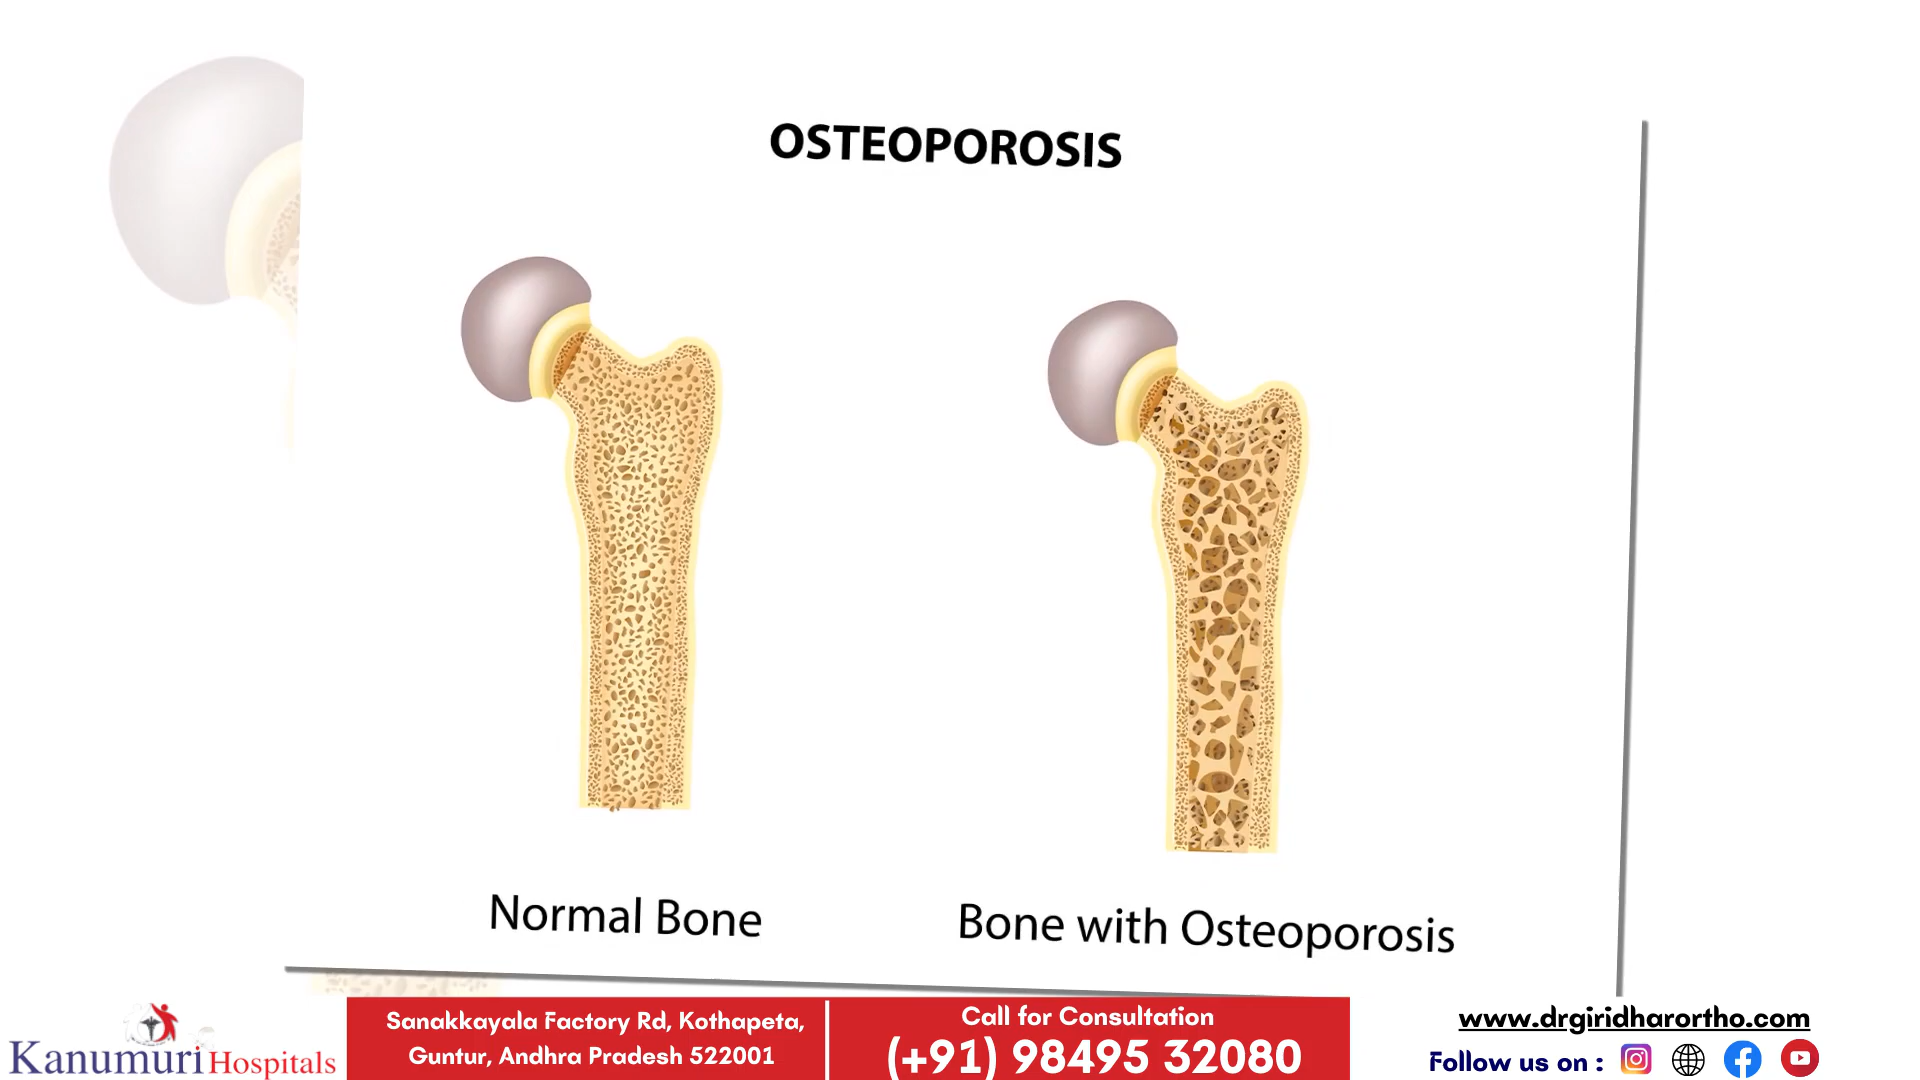 OSTEOPOROSIS
Normal Bone
Bone with Osteoporosis
Kanumuri Hospitals
Sanakkayala Factory Rd, Kothapeta,
Guntur, Andhra Pradesh 522001
Call for Consultation
(+91) 98495 32080
www.drgiridharortho.com
Follow us on :